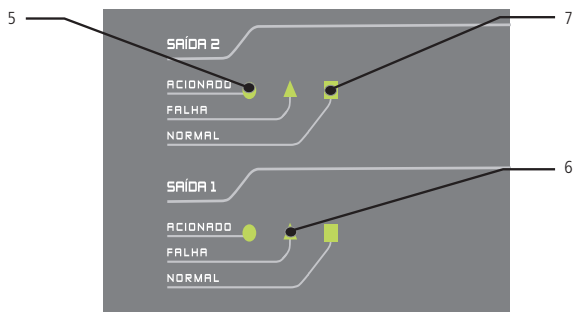 5
7
SAÍDA 2
ACIONADO
FALHA
NORMAL
6
SAÍDA 1
ACIONADO
FALHA
NORMAL